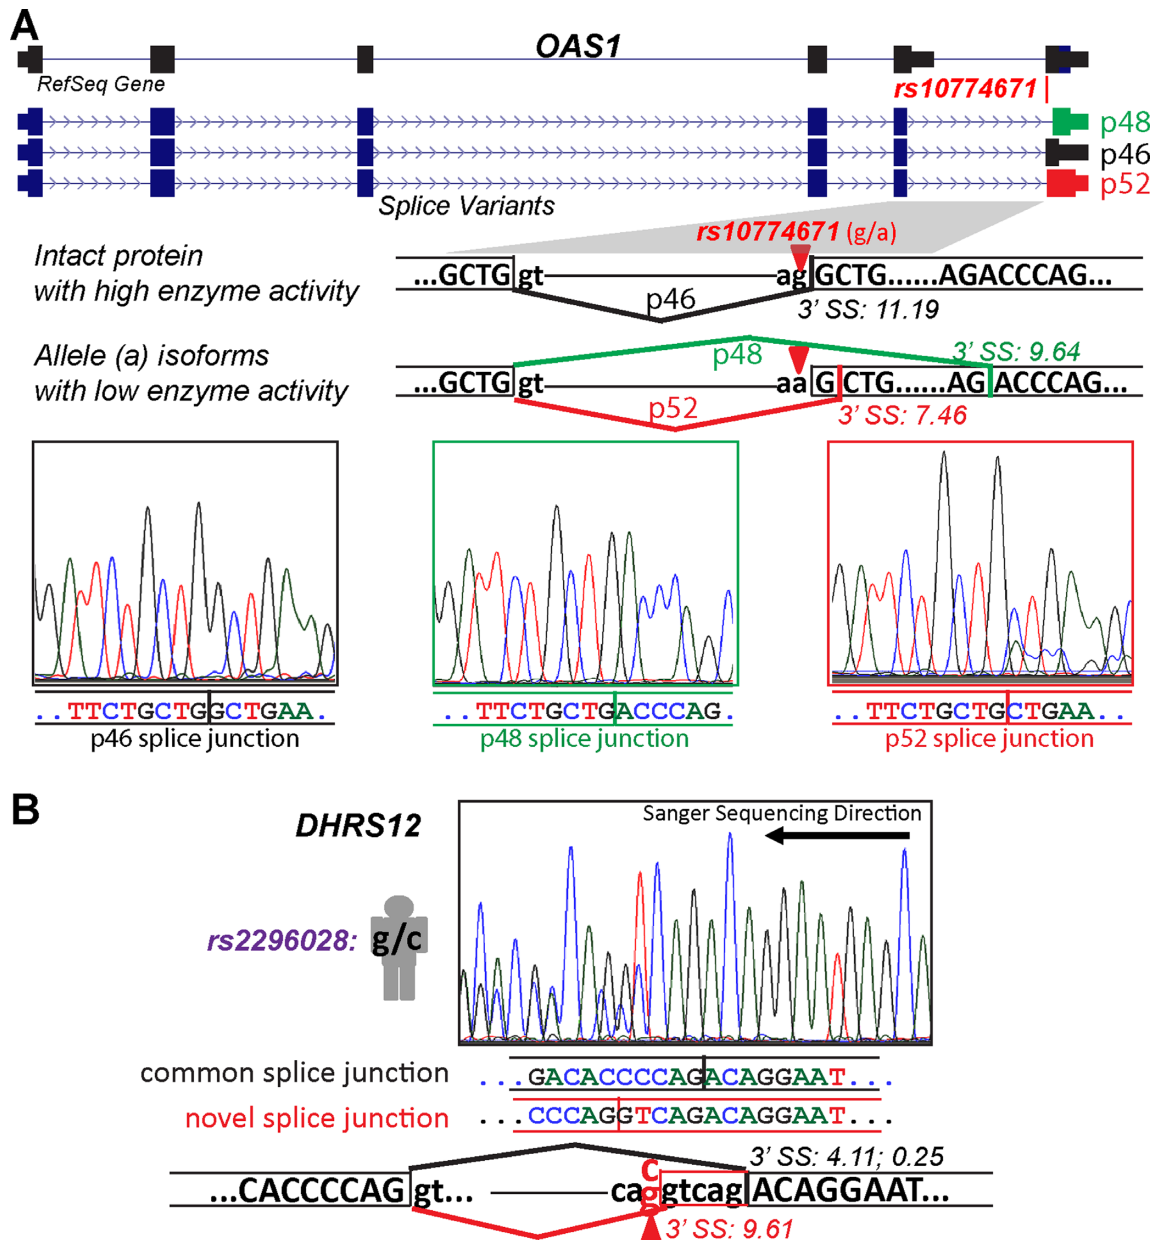 A
OAS1
RefSeq Gene
rs10774671
p48
p46
p52
Splice Variants
rs10774671 (g/a)
Intact protein
with high enzyme activity
...GCTG gt ag GCTG......AGACCCAG...
p46
3' SS: 11.19
Allele (a) isoforms
with low enzyme activity
p48
3' SS: 9.64
...GCTG gt aa G CTG......AG ACCCAG...
p52
3' SS: 7.46
..TTCTGCTGGCTGAA.
p46 splice junction
..TTCTGCTGACCCAG.
p48 splice junction
..TTCTGCTGCTGAA..
p52 splice junction
B
DHRS12
Sanger Sequencing Direction
rs2296028: g/c
common splice junction ...GACACCCCAGACAGGAAT...
novel splice junction ...CCCAGGTCAGACAGGAAT...
3' SS: 4.11; 0.25
c
...CACCCCAG gt... ca g gtcag ACAGGAAT...
3' SS: 9.61